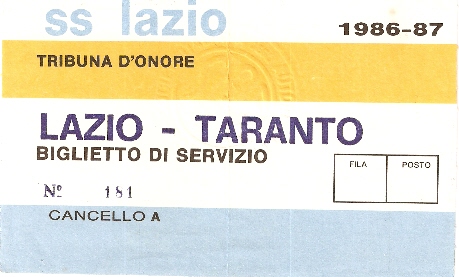 ss lazio
1986-87
TRIBUNA D'ONORE
LAZIO - TARANTO
BIGLIETTO DI SERVIZIO
FILA POSTO
Nº 181
CANCELLO A